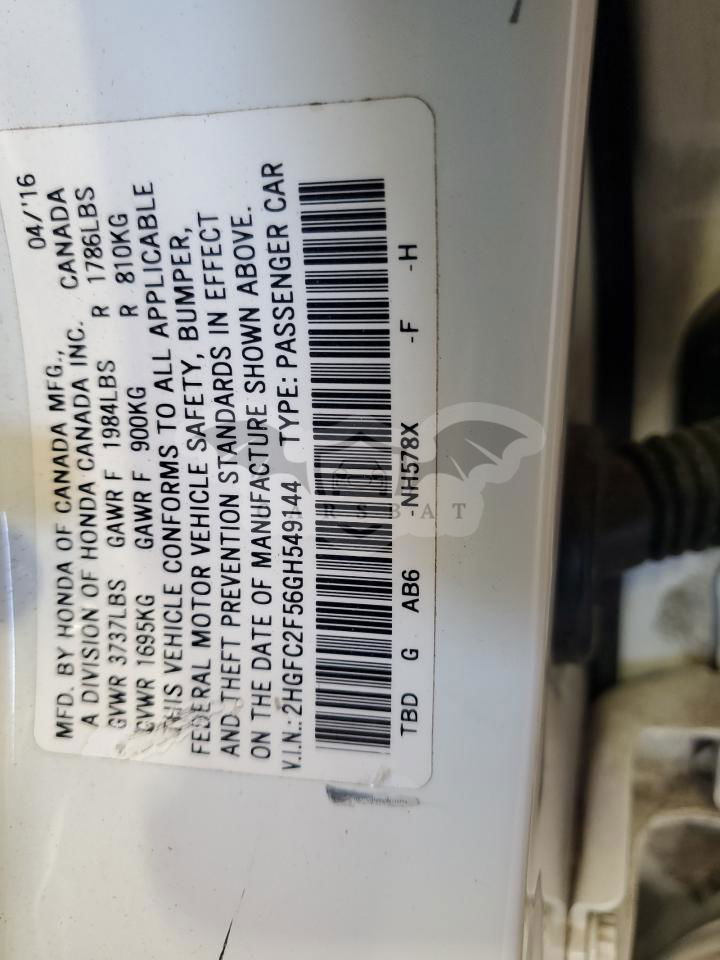 MFD. BY HONDA OF CANADA MFG., 04/'16
A DIVISION OF HONDA CANADA INC. CANADA
GVWR 3737LBS GAWR F 1984LBS R 1786LBS
GVWR 1695KG GAWR F 900KG R 810KG
THIS VEHICLE CONFORMS TO ALL APPLICABLE
FEDERAL MOTOR VEHICLE SAFETY, BUMPER,
AND THEFT PREVENTION STANDARDS IN EFFECT
ON THE DATE OF MANUFACTURE SHOWN ABOVE.
V.I.N.: 2HGFC2F56GH549144 TYPE: PASSENGER CAR
TBD G AB6 -NH578X -F -H
CARSBAT